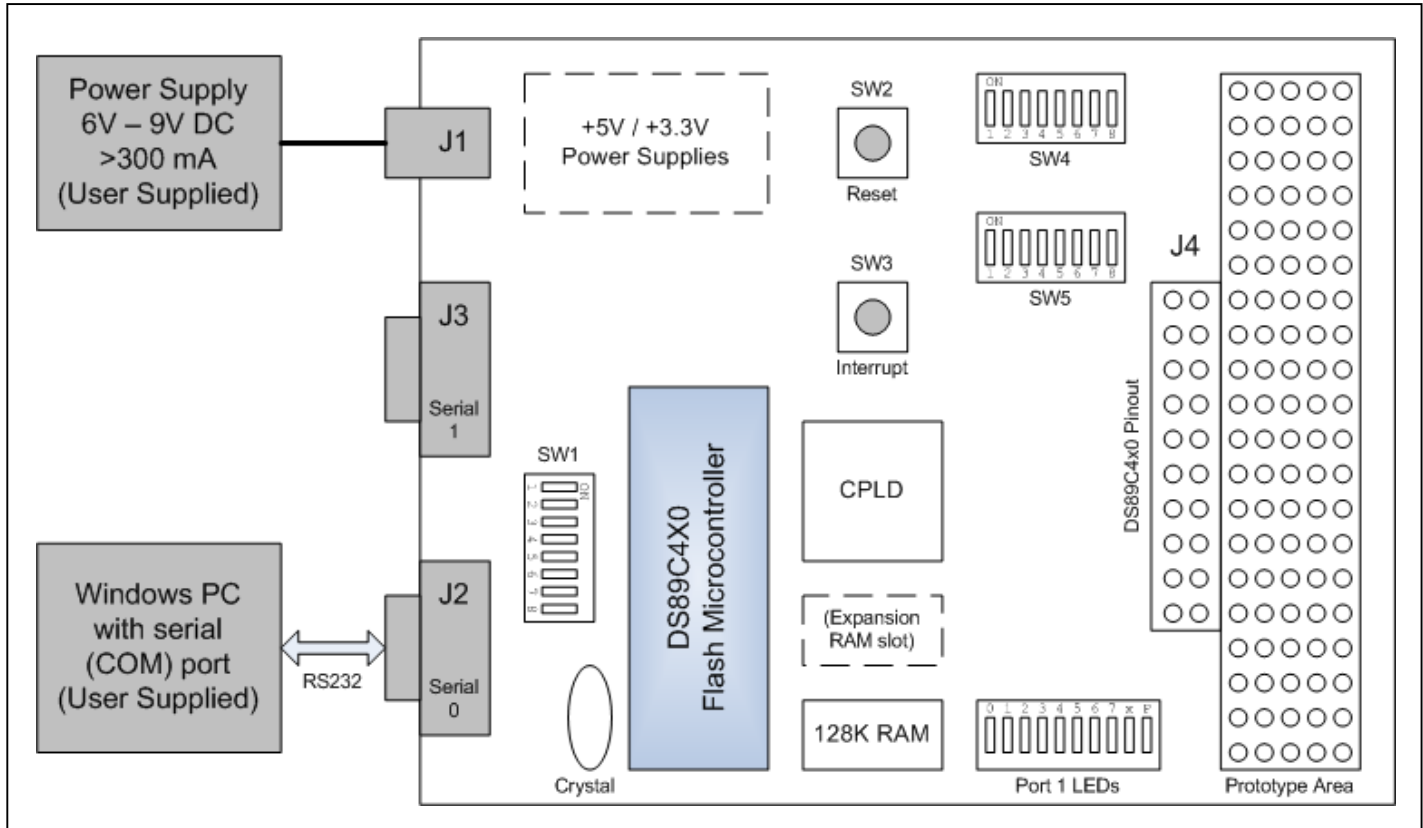 Power Supply
6V – 9V DC
>300 mA
(User Supplied)
J1
+5V / +3.3V
Power Supplies
SW2
Reset
ON
1 2 3 4 5 6 7 8
SW4
SW3
Interrupt
ON
1 2 3 4 5 6 7 8
SW5
J4
DS89C4x0 Pinout
J3
Serial
1
SW1
ON
1
2
3
4
5
6
7
8
DS89C4X0
Flash Microcontroller
CPLD
(Expansion
RAM slot)
128K RAM
Windows PC
with serial
(COM) port
(User Supplied)
RS232
J2
Serial
0
Crystal
0 1 2 3 4 5 6 7 x P
Port 1 LEDs
Prototype Area